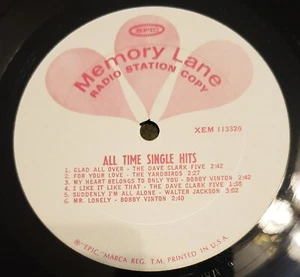 EPIC
Memory Lane
RADIO STATION COPY
XEM 113320
ALL TIME SINGLE HITS
1. GLAD ALL OVER - THE DAVE CLARK FIVE 2:42
2. FOR YOUR LOVE - THE YARDBIRDS 2:27
3. MY HEART BELONGS TO ONLY YOU - BOBBY VINTON 2:42
4. I LIKE IT LIKE THAT - THE DAVE CLARK FIVE 1:38
5. SUDDENLY I'M ALL ALONE - WALTER JACKSON 3:02
6. MR. LONELY - BOBBY VINTON 2:40
® "EPIC," MARCA REG. T.M. PRINTED IN U.S.A.